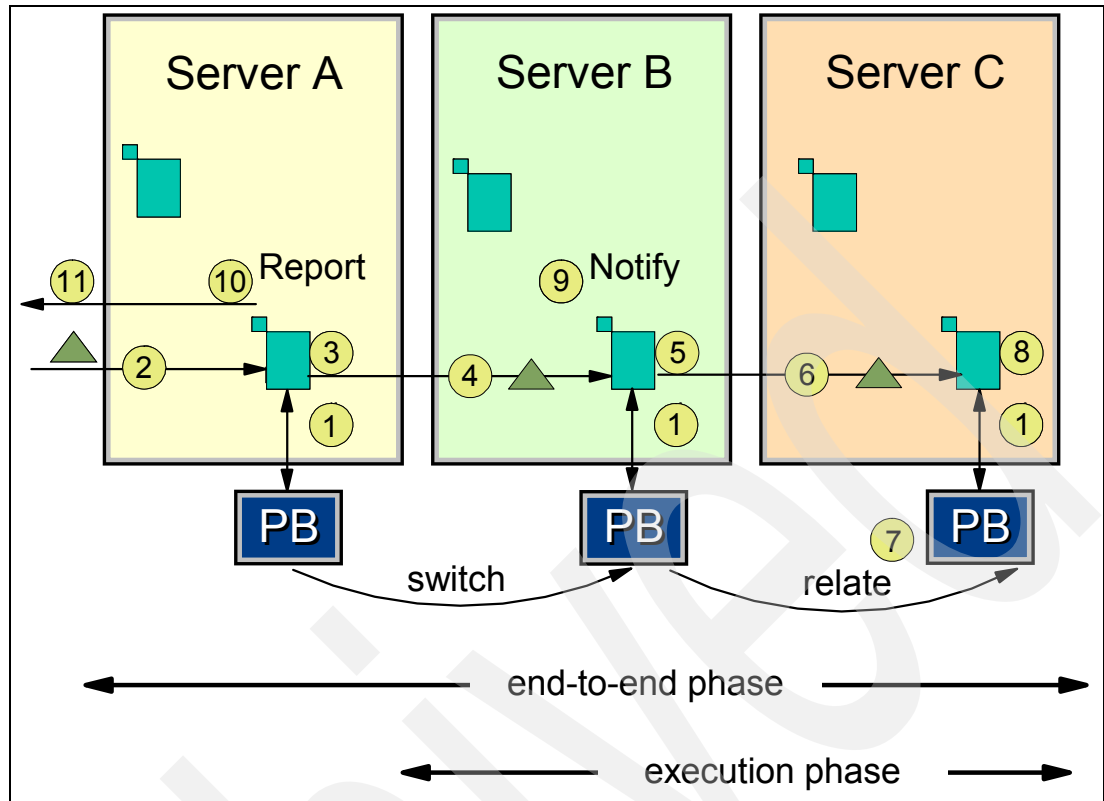 Server A
Server B
Server C
11
10
Report
9
Notify
2
3
4
5
6
8
1
1
1
PB
PB
7
PB
switch
relate
end-to-end phase
execution phase